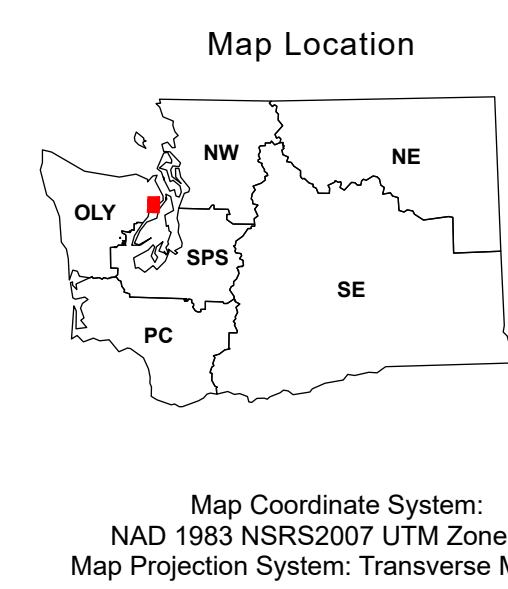 Map Location
NW
NE
OLY
SPS
SE
PC
Map Coordinate System:
NAD 1983 NSRS2007 UTM Zone
Map Projection System: Transverse M